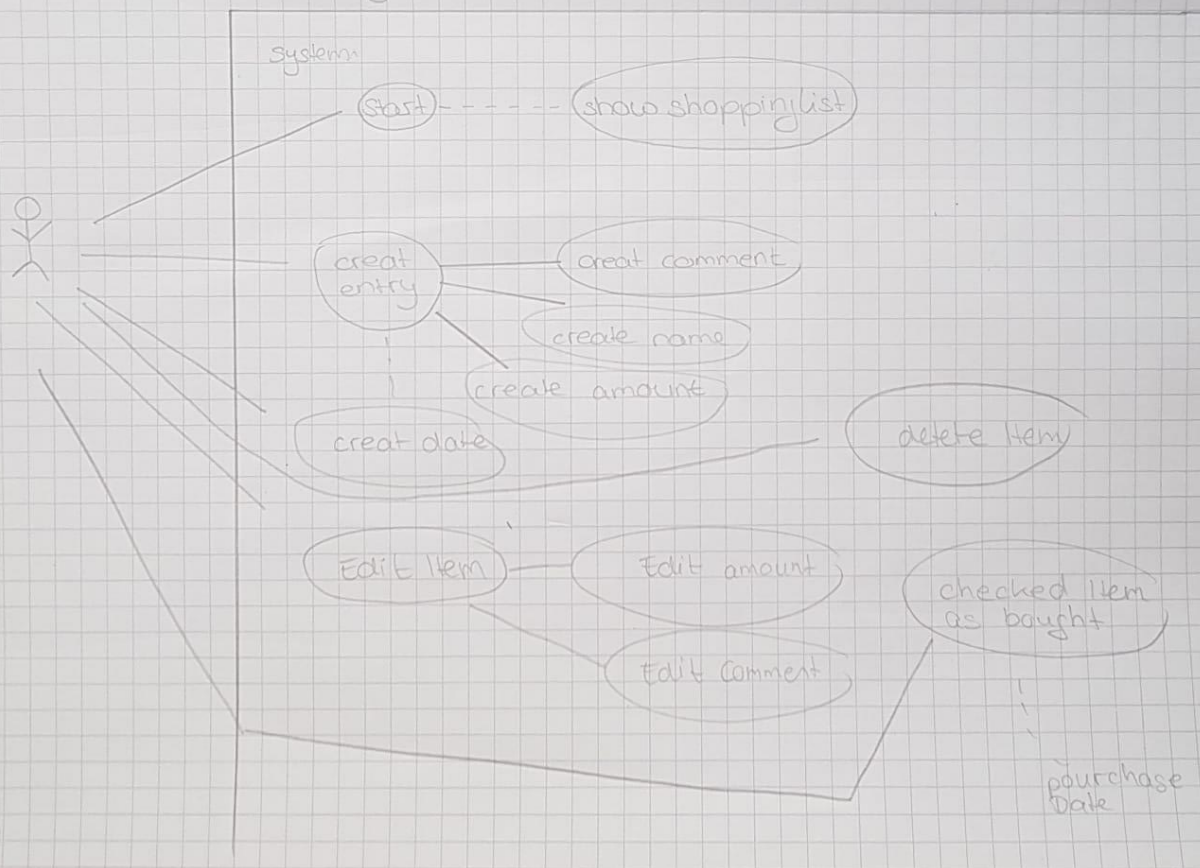 system
start
show shoppinglist
creat
entry
creat comment
create name
create amount
creat date
delete Item
Edit Item
Edit amount
checked Item
as bought
Edit Comment
pourchase
Date